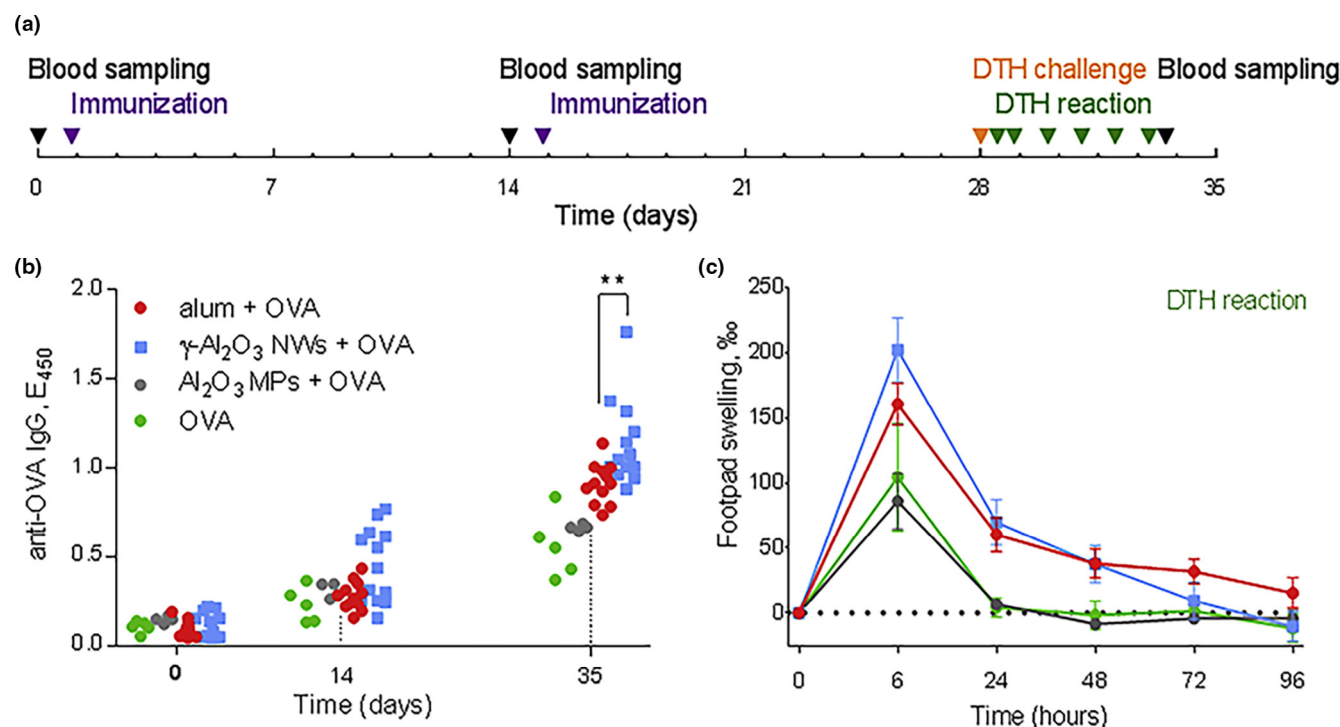 (a)
Blood sampling Blood sampling DTH challenge Blood sampling
Immunization Immunization DTH reaction
0 7 14 21 28 35
Time (days)
(b)
2.0
1.5
1.0
0.5
0.0
anti-OVA IgG, E₄₅₀
alum + OVA
γ-Al₂O₃ NWs + OVA
Al₂O₃ MPs + OVA
OVA
**
0 14 35
Time (days)
(c)
250
200
150
100
50
0
Footpad swelling, ‰
DTH reaction
0 6 24 48 72 96
Time (hours)